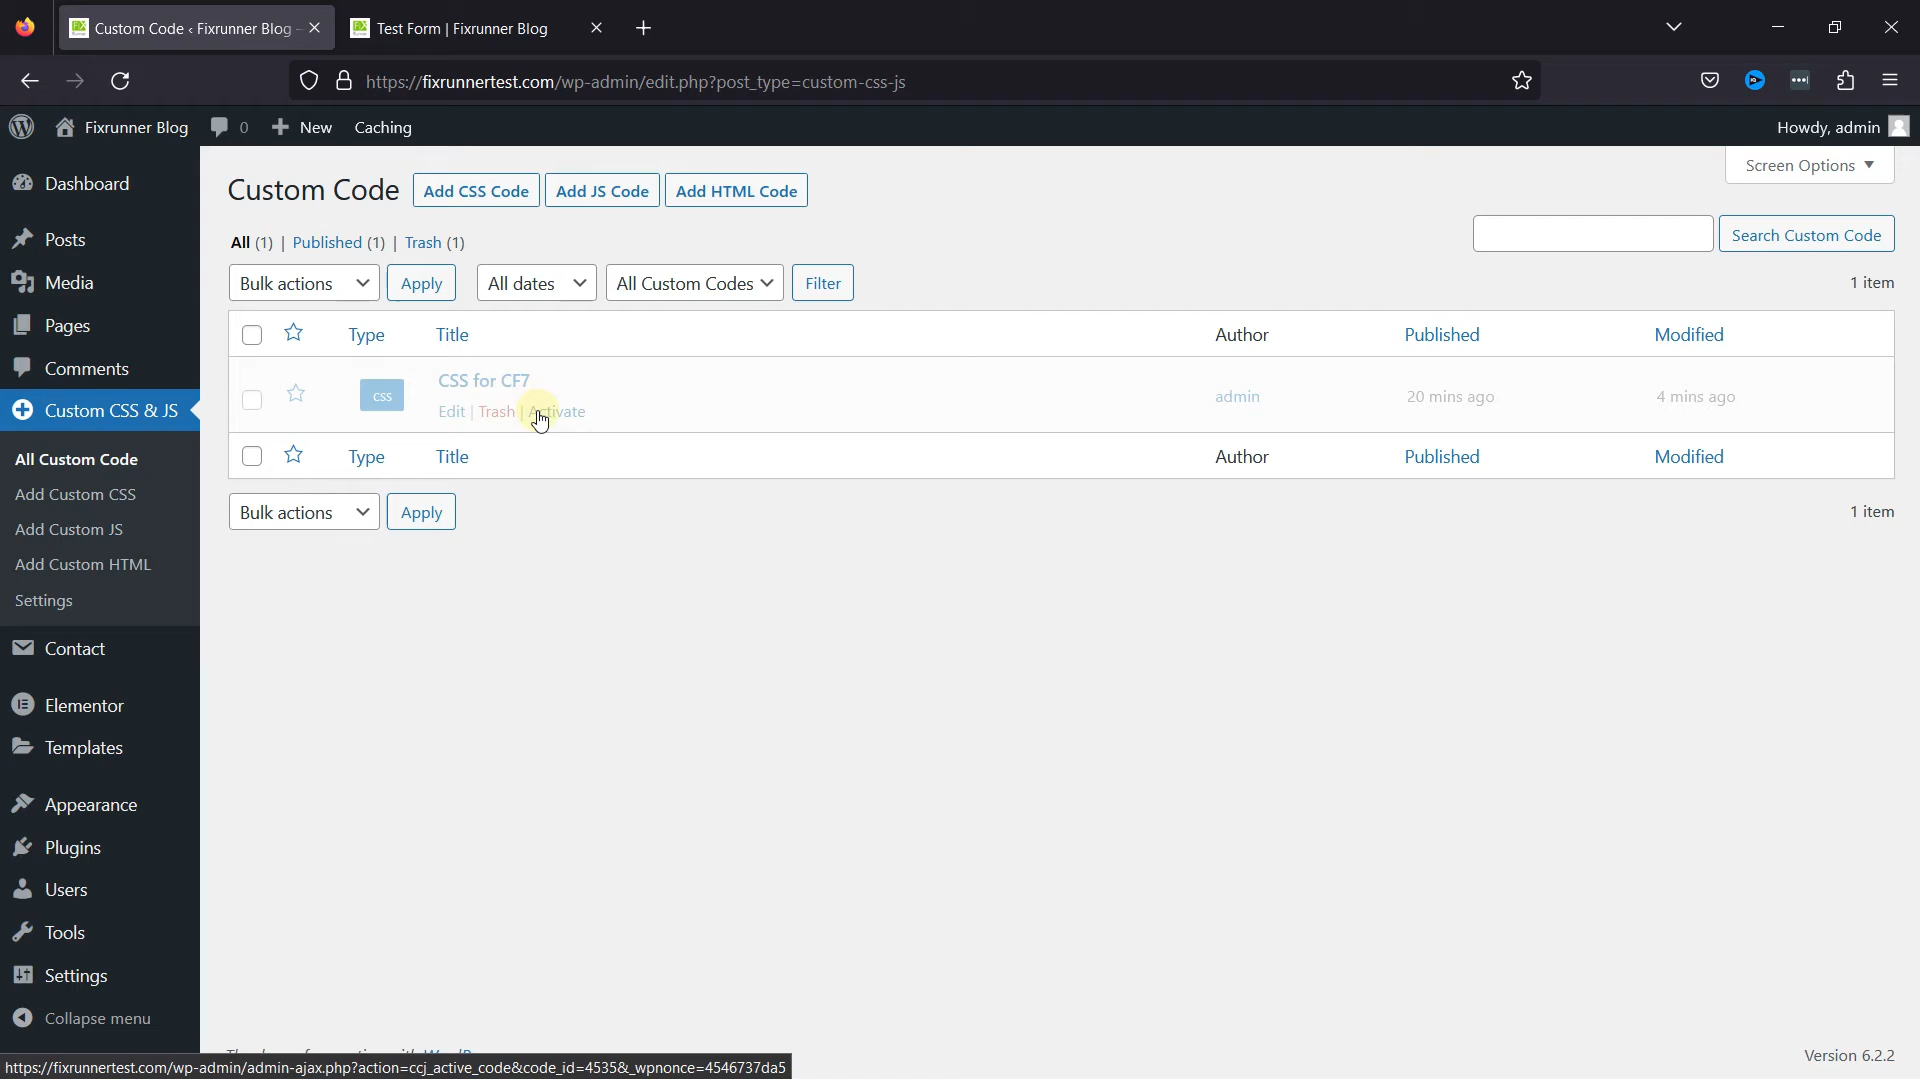 Custom Code ‹ Fixrunner Blog –
Test Form | Fixrunner Blog
https://fixrunnertest.com/wp-admin/edit.php?post_type=custom-css-js
Fixrunner Blog
0
New
Caching
Howdy, admin
Screen Options
Dashboard
Posts
Media
Pages
Comments
Custom CSS & JS
All Custom Code
Add Custom CSS
Add Custom JS
Add Custom HTML
Settings
Contact
Elementor
Templates
Appearance
Plugins
Users
Tools
Settings
Collapse menu
Custom Code
Add CSS Code
Add JS Code
Add HTML Code
All (1) | Published (1) | Trash (1)
Search Custom Code
Bulk actions
Apply
All dates
All Custom Codes
Filter
1 item
Type Title Author Published Modified
CSS for CF7
css
Edit | Trash | Activate
admin
20 mins ago
4 mins ago
Type Title Author Published Modified
Bulk actions
Apply
1 item
Version 6.2.2
https://fixrunnertest.com/wp-admin/admin-ajax.php?action=ccj_active_code&code_id=4535&_wpnonce=4546737da5